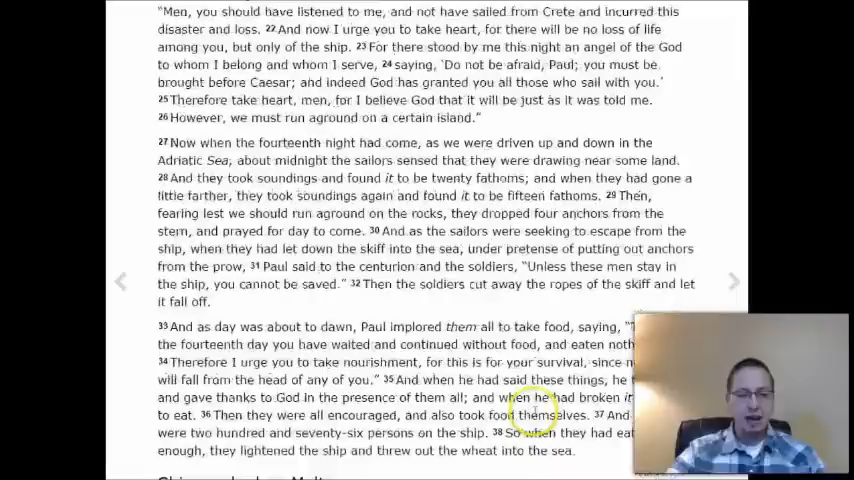 “Men, you should have listened to me, and not have sailed from Crete and incurred this
disaster and loss. 22 And now I urge you to take heart, for there will be no loss of life
among you, but only of the ship. 23 For there stood by me this night an angel of the God
to whom I belong and whom I serve, 24 saying, ‘Do not be afraid, Paul; you must be
brought before Caesar; and indeed God has granted you all those who sail with you.’
25 Therefore take heart, men, for I believe God that it will be just as it was told me.
26 However, we must run aground on a certain island.”
27 Now when the fourteenth night had come, as we were driven up and down in the
Adriatic Sea, about midnight the sailors sensed that they were drawing near some land.
28 And they took soundings and found it to be twenty fathoms; and when they had gone a
little farther, they took soundings again and found it to be fifteen fathoms. 29 Then,
fearing lest we should run aground on the rocks, they dropped four anchors from the
stern, and prayed for day to come. 30 And as the sailors were seeking to escape from the
ship, when they had let down the skiff into the sea, under pretense of putting out anchors
from the prow, 31 Paul said to the centurion and the soldiers, “Unless these men stay in
the ship, you cannot be saved.” 32 Then the soldiers cut away the ropes of the skiff and let
it fall off.
33 And as day was about to dawn, Paul implored them all to take food, saying,
the fourteenth day you have waited and continued without food, and eaten
34 Therefore I urge you to take nourishment, for this is for your survival, since
will fall from the head of any of you.” 35 And when he had said these things, he
and gave thanks to God in the presence of them all; and when he had broken it
to eat. 36 Then they were all encouraged, and also took food themselves. 37 And
were two hundred and seventy-six persons on the ship. 38 So when they had
enough, they lightened the ship and threw out the wheat into the sea.